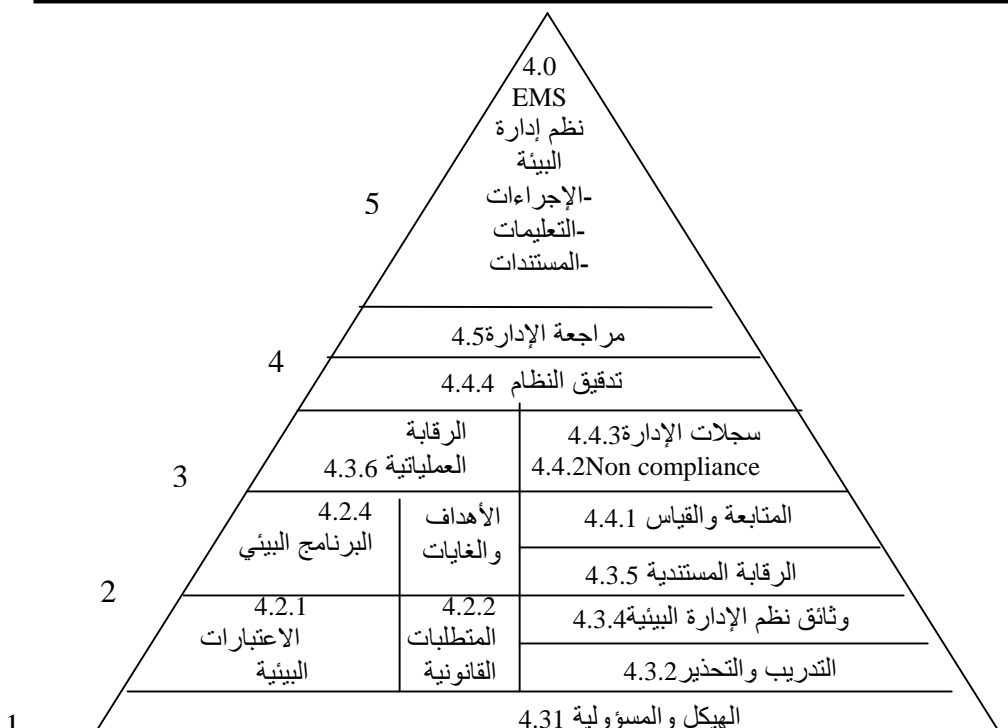 4.0
EMS
نظم إدارة
البيئة
-الإجراءات
-التعليمات
-المستندات
5
مراجعة الإدارة4.5
4
تدقيق النظام 4.4.4
سجلات الإدارة4.4.3
4.4.2Non compliance
الرقابة
العملياتية 4.3.6
3
المتابعة والقياس 4.4.1
الرقابة المستندية 4.3.5
الأهداف
والغايات
4.2.4
البرنامج البيئي
2
وثائق نظم الإدارة البيئية4.3.4
التدريب والتحذير4.3.2
4.2.2
المتطلبات
القانونية
4.2.1
الاعتبارات
البيئية
الهيكل والمسؤولية 4.31
1